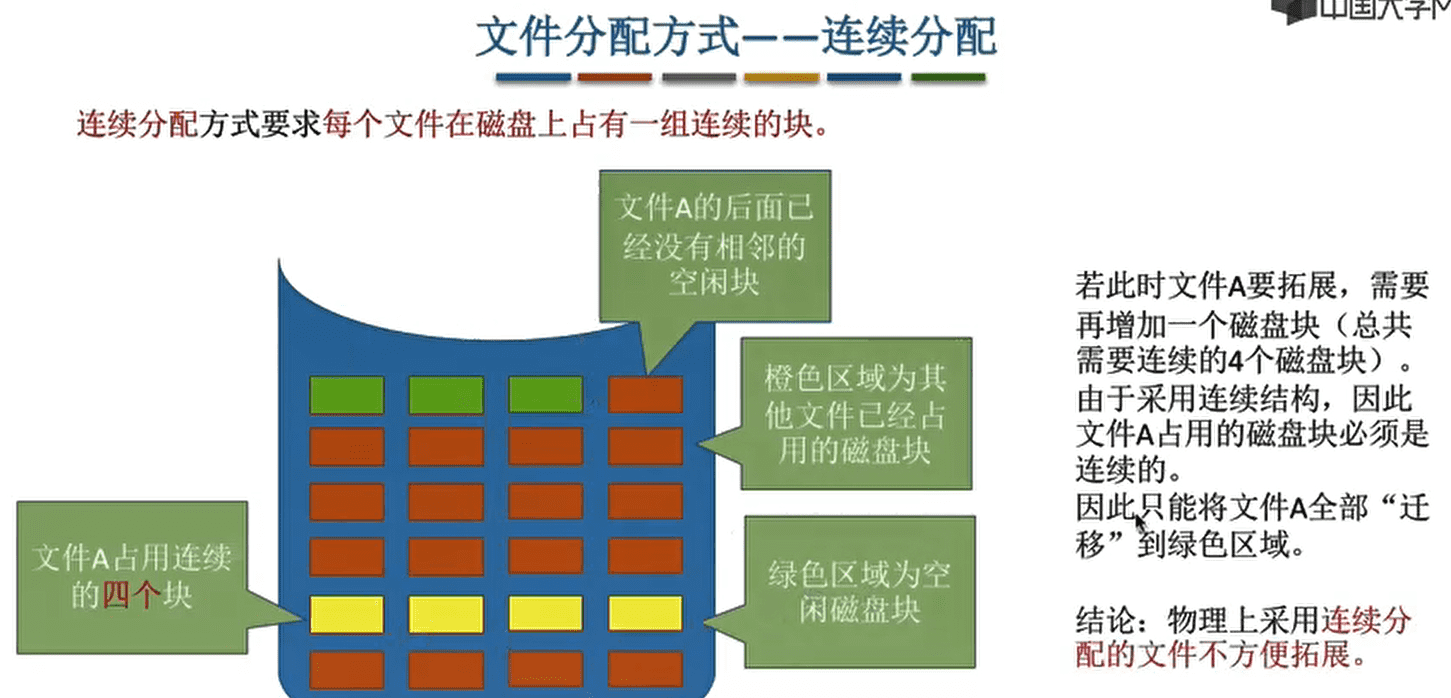 中国大学M
文件分配方式——连续分配
连续分配方式要求每个文件在磁盘上占有一组连续的块。
文件A的后面已
经没有相邻的
空闲块
橙色区域为其
他文件已经占
用的磁盘块
文件A占用连续
的四个块
绿色区域为空
闲磁盘块
若此时文件A要拓展，需要
再增加一个磁盘块（总共
需要连续的4个磁盘块）。
由于采用连续结构，因此
文件A占用的磁盘块必须是
连续的。
因此只能将文件A全部“迁
移”到绿色区域。
结论：物理上采用连续分
配的文件不方便拓展。